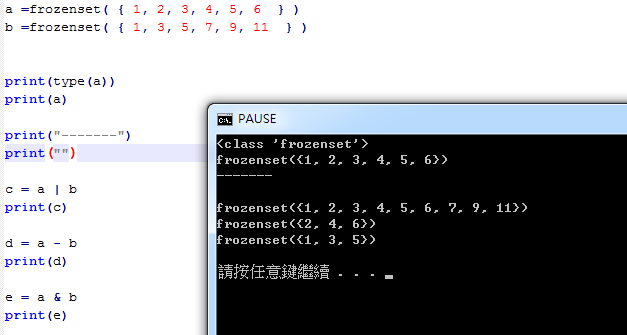 a =frozenset( { 1, 2, 3, 4, 5, 6  } )
b =frozenset( { 1, 3, 5, 7, 9, 11  } )
print(type(a))
print(a)
print("-------")
print("")
c = a | b
print(c)
d = a - b
print(d)
e = a & b
print(e)
PAUSE
<class 'frozenset'>
frozenset({1, 2, 3, 4, 5, 6})
-------
frozenset({1, 2, 3, 4, 5, 6, 7, 9, 11})
frozenset({2, 4, 6})
frozenset({1, 3, 5})
請按任意鍵繼續 . . .